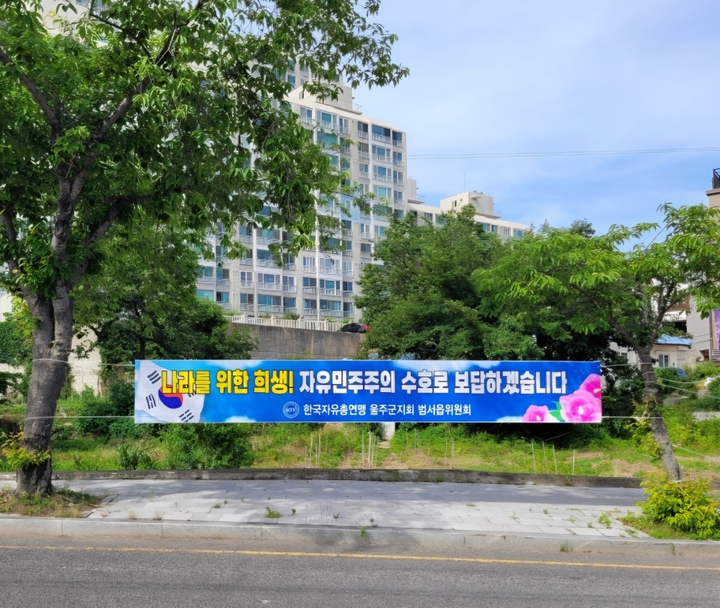 나라를 위한 희생! 자유민주주의 수호로 보답하겠습니다
한국자유총연맹 울주군지회 범서읍위원회